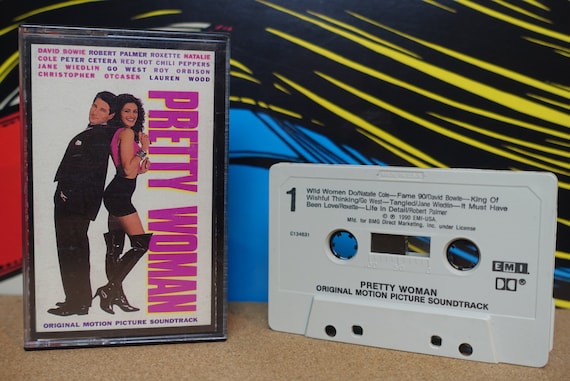 DAVID BOWIE ROBERT PALMER ROXETTE NATALIE
COLE PETER CETERA RED HOT CHILI PEPPERS
JANE WIEDLIN GO WEST ROY ORBISON
CHRISTOPHER OTCASEK LAUREN WOOD
PRETTY WOMAN
ORIGINAL MOTION PICTURE SOUNDTRACK
1
Wild Women Do/Natalie Cole—Fame 90/David Bowie—King Of
Wishful Thinking/Go West—Tangled/Jane Wiedlin—It Must Have
Been Love/Roxette—Life In Detail/Robert Palmer
℗ © 1990 EMI-USA
Mfg. for BMG Direct Marketing, Inc. under License
C134631
EMI
PRETTY WOMAN
ORIGINAL MOTION PICTURE SOUNDTRACK